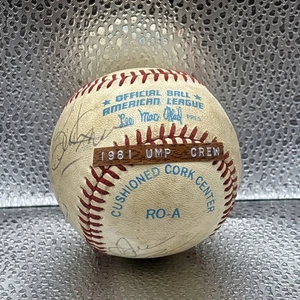 OFFICIAL BALL
AMERICAN LEAGUE
Lee MacPhail
1981 UMP CREW
CUSHIONED CORK CENTER
RO-A